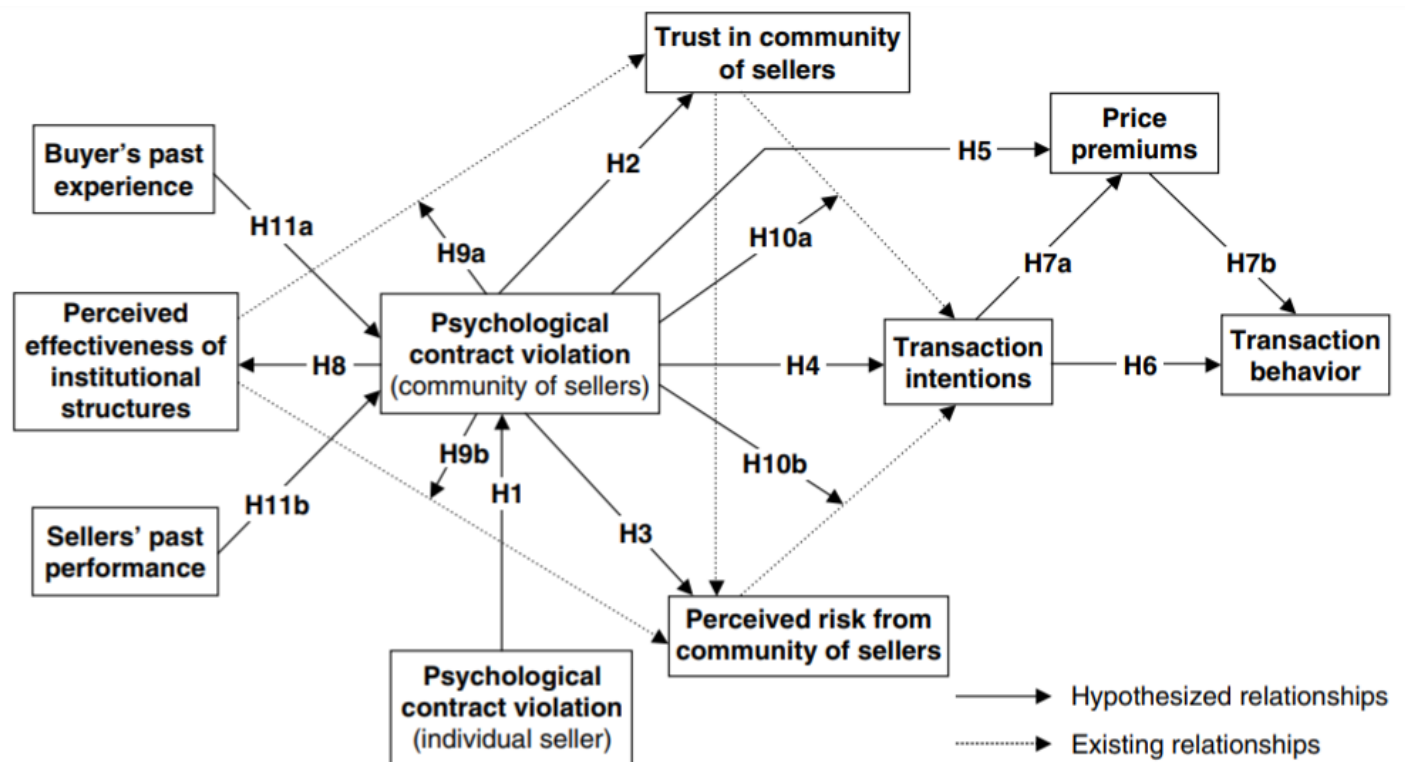 Trust in community
of sellers
Price
premiums
Buyer’s past
experience
H2
H5
H11a
H9a
H10a
H7a
H7b
Perceived
effectiveness of
institutional
structures
H8
Psychological
contract violation
(community of sellers)
H4
Transaction
intentions
H6
Transaction
behavior
H9b
H10b
H1
H11b
H3
Sellers’ past
performance
Perceived risk from
community of sellers
Psychological
contract violation
(individual seller)
Hypothesized relationships
Existing relationships